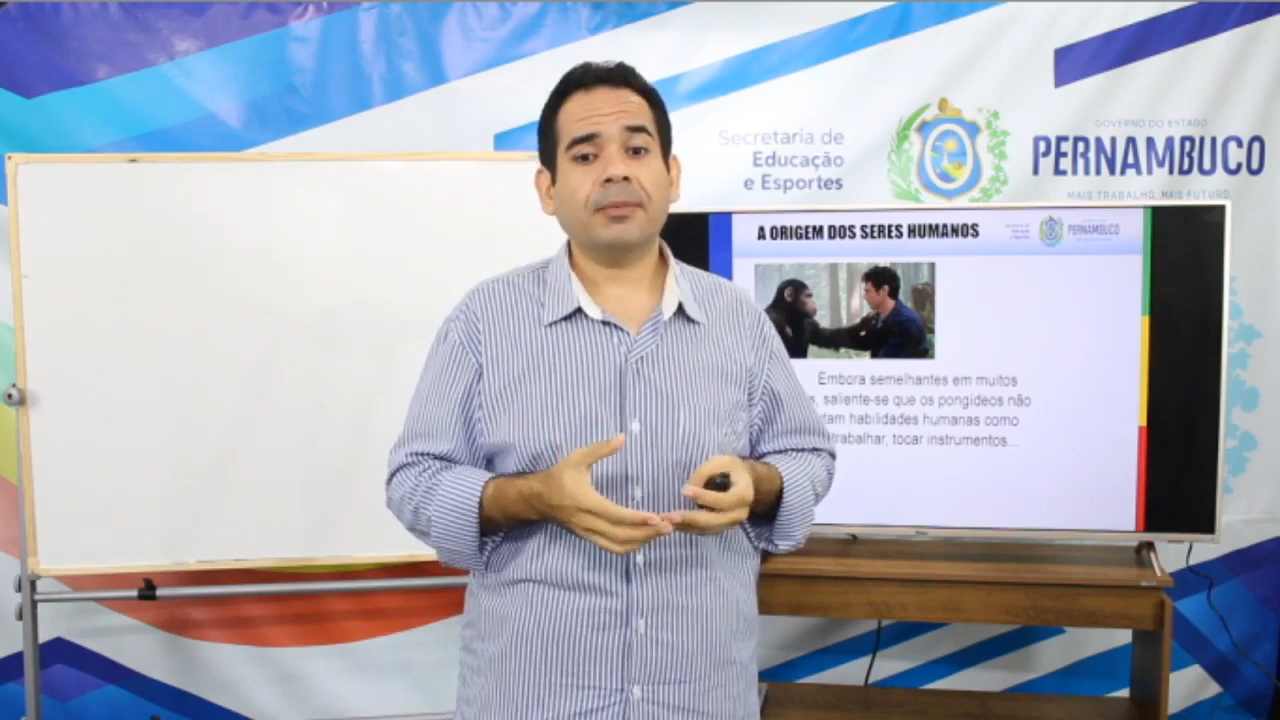 Secretaria de
Educação
e Esportes
GOVERNO DO ESTADO
PERNAMBUCO
MAIS TRABALHO, MAIS FUTURO
A ORIGEM DOS SERES HUMANOS
PERNAMBUCO
Embora semelhantes em muitos
saliente-se que os pongídeos não
habilidades humanas como
trabalhar, tocar instrumentos...